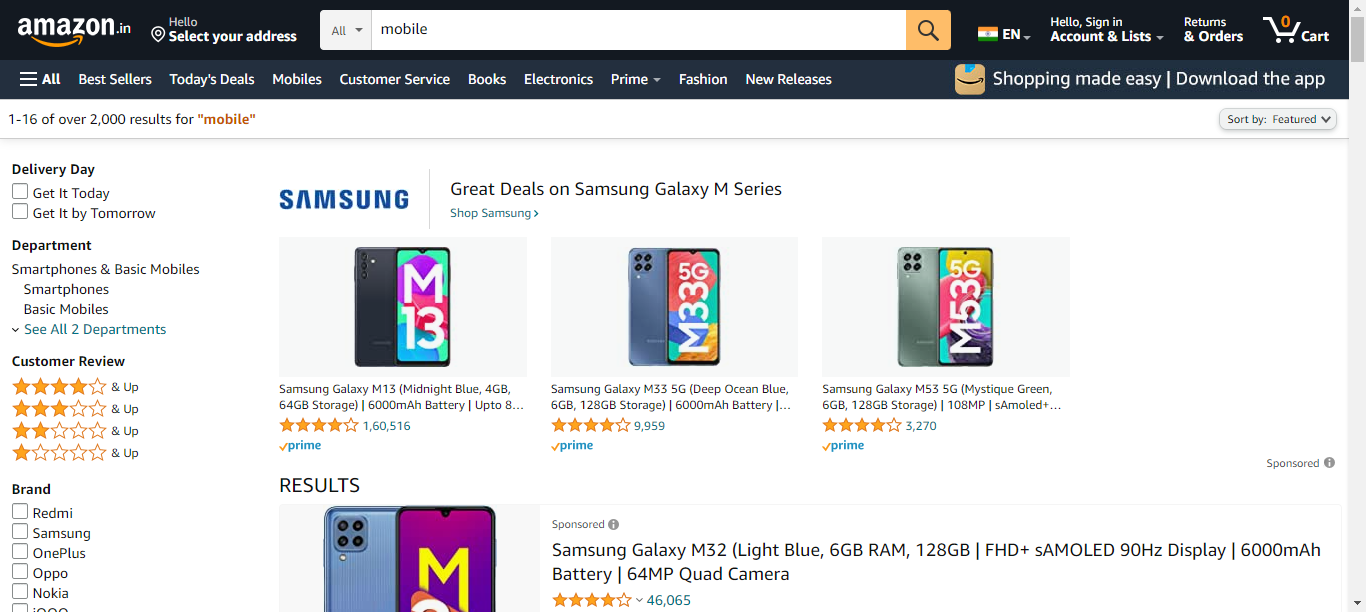 amazon.in
Hello
Select your address
All
mobile
EN
Hello, Sign in
Account & Lists
Returns
& Orders
0
Cart
All
Best Sellers
Today's Deals
Mobiles
Customer Service
Books
Electronics
Prime
Fashion
New Releases
Shopping made easy | Download the app
1-16 of over 2,000 results for "mobile"
Sort by: Featured
Delivery Day
Get It Today
Get It by Tomorrow
Department
Smartphones & Basic Mobiles
Smartphones
Basic Mobiles
See All 2 Departments
Customer Review
& Up
& Up
& Up
& Up
Brand
Redmi
Samsung
OnePlus
Oppo
Nokia
iQOO
SAMSUNG
Great Deals on Samsung Galaxy M Series
Shop Samsung
M
13
Samsung Galaxy M13 (Midnight Blue, 4GB,
64GB Storage) | 6000mAh Battery | Upto 8...
1,60,516
prime
5G
M33
Samsung Galaxy M33 5G (Deep Ocean Blue,
6GB, 128GB Storage) | 6000mAh Battery |...
9,959
prime
5G
M53
Samsung Galaxy M53 5G (Mystique Green,
6GB, 128GB Storage) | 108MP | sAmoled+...
3,270
prime
Sponsored
RESULTS
M
Sponsored
Samsung Galaxy M32 (Light Blue, 6GB RAM, 128GB | FHD+ sAMOLED 90Hz Display | 6000mAh
Battery | 64MP Quad Camera
46,065